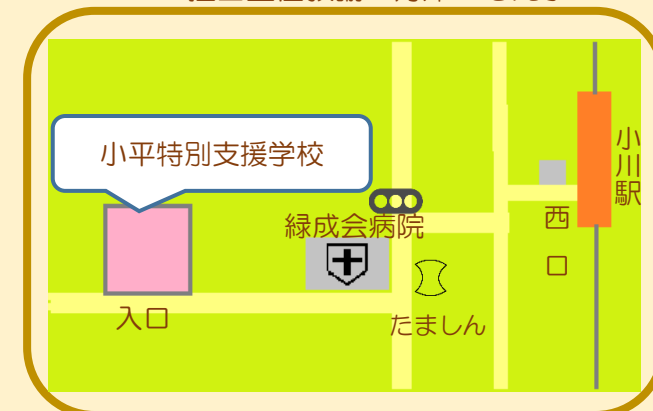 小平特別支援学校
小川駅
西口
緑成会病院
入口
たましん